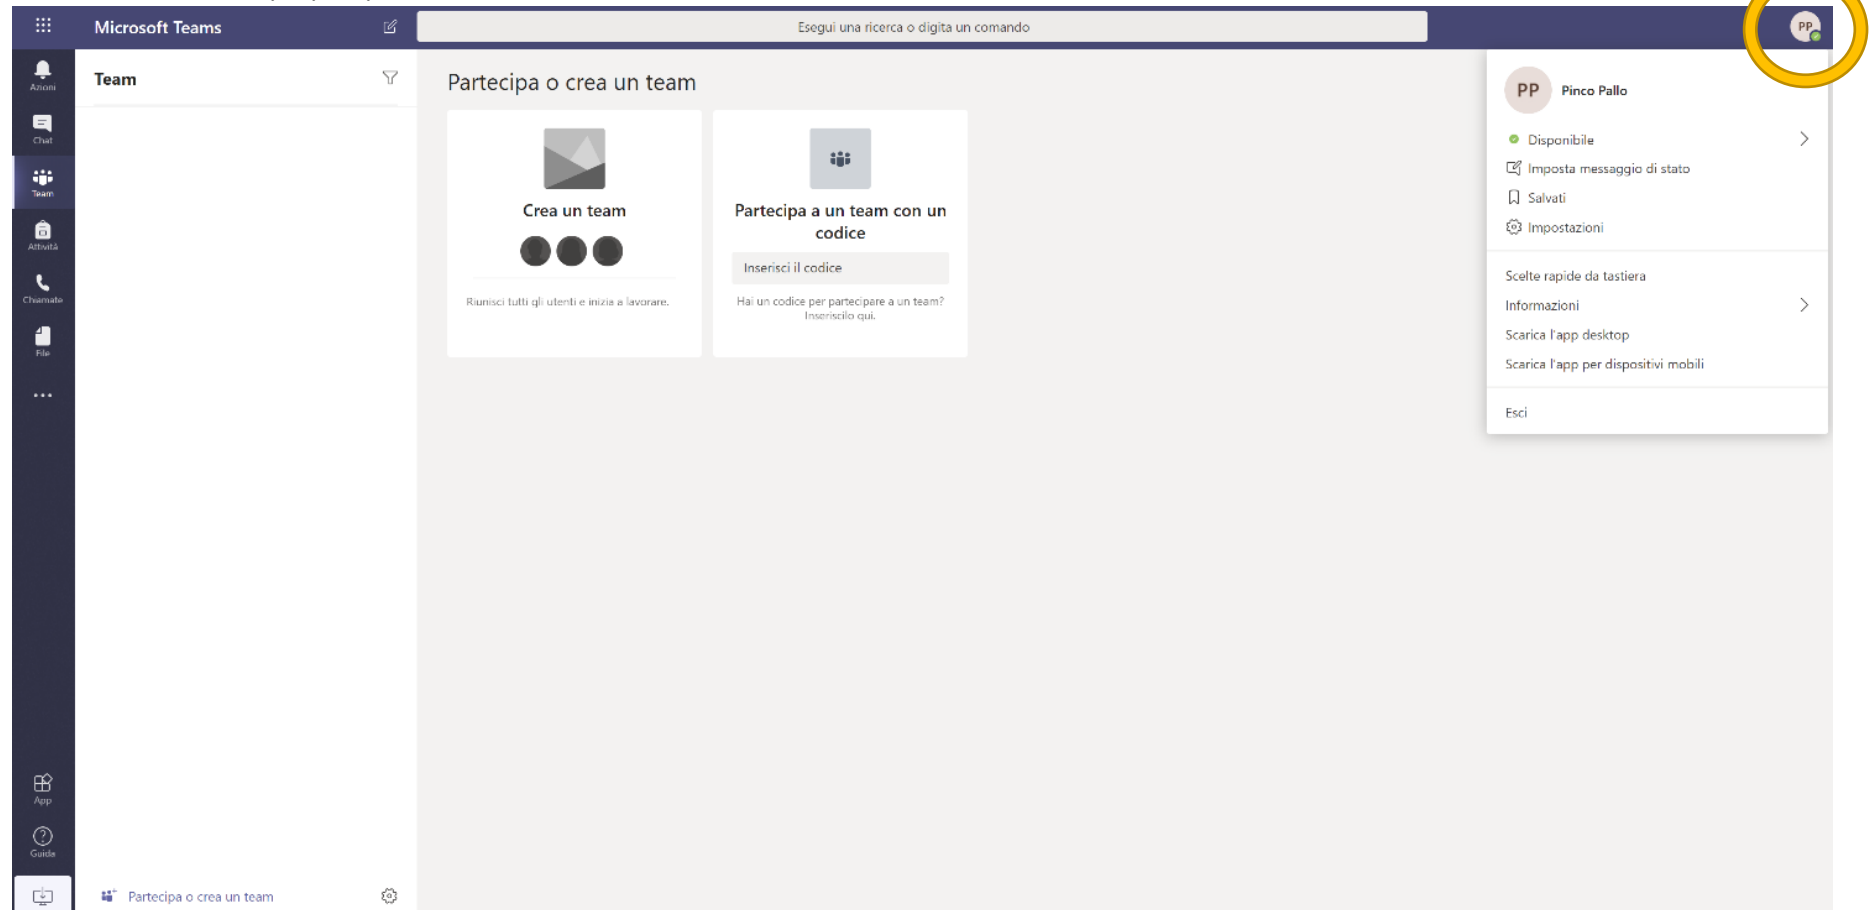 Microsoft Teams
Esegui una ricerca o digita un comando
PP
Azioni
Chat
Team
Attività
Chiamate
File
App
Guida
Team
Partecipa o crea un team
Partecipa o crea un team
Crea un team
Riunisci tutti gli utenti e inizia a lavorare.
Partecipa a un team con un
codice
Inserisci il codice
Hai un codice per partecipare a un team?
Inseriscilo qui.
PP
Pinco Pallo
Disponibile
Imposta messaggio di stato
Salvati
Impostazioni
Scelte rapide da tastiera
Informazioni
Scarica l'app desktop
Scarica l'app per dispositivi mobili
Esci